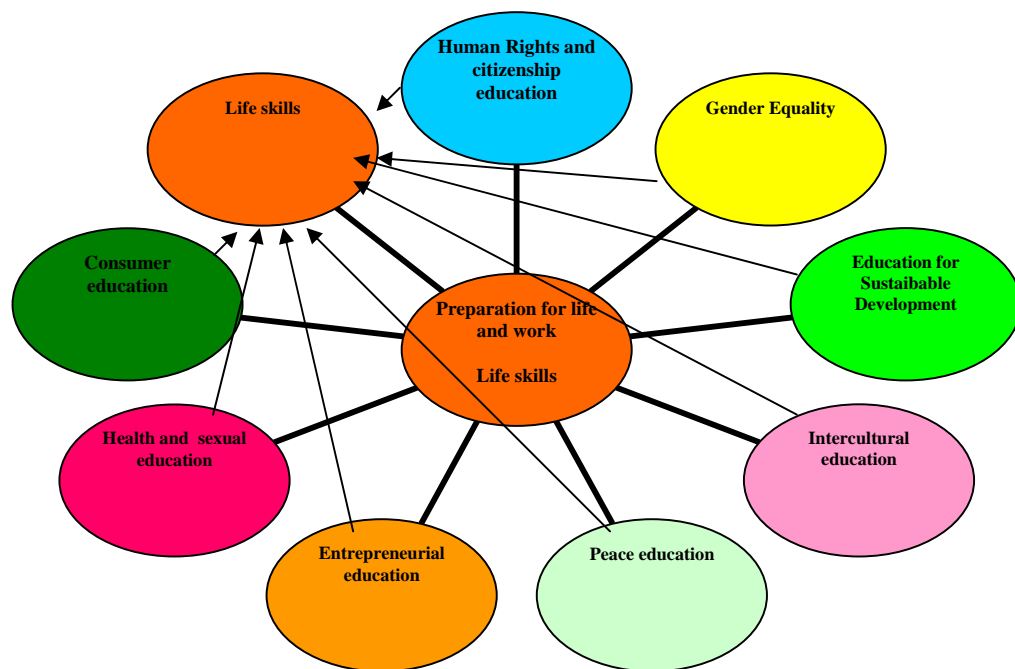 Human Rights and
citizenship
education
Life skills
Gender Equality
Consumer
education
Education for
Sustaibable
Development
Preparation for life
and work
Life skills
Health and sexual
education
Intercultural
education
Entrepreneurial
education
Peace education